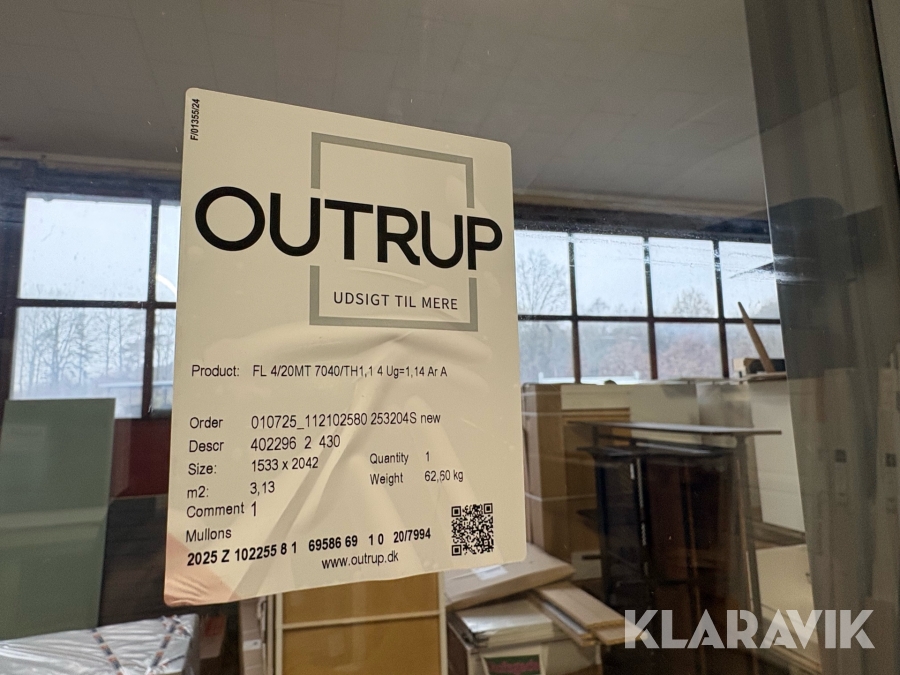 F/01355/24
OUTRUP
UDSIGT TIL MERE
Product: FL 4/20MT 7040/TH1,1 4 Ug=1,14 Ar A
Order 010725_112102580 253204S new
Descr 402296 2 430
Size: 1533 x 2042 Quantity 1
m2: 3,13 Weight 62,60 kg
Comment 1
Mullons
2025 Z 102255 8 1 69586 69 1 0 20/7994
www.outrup.dk
KLARAVIK